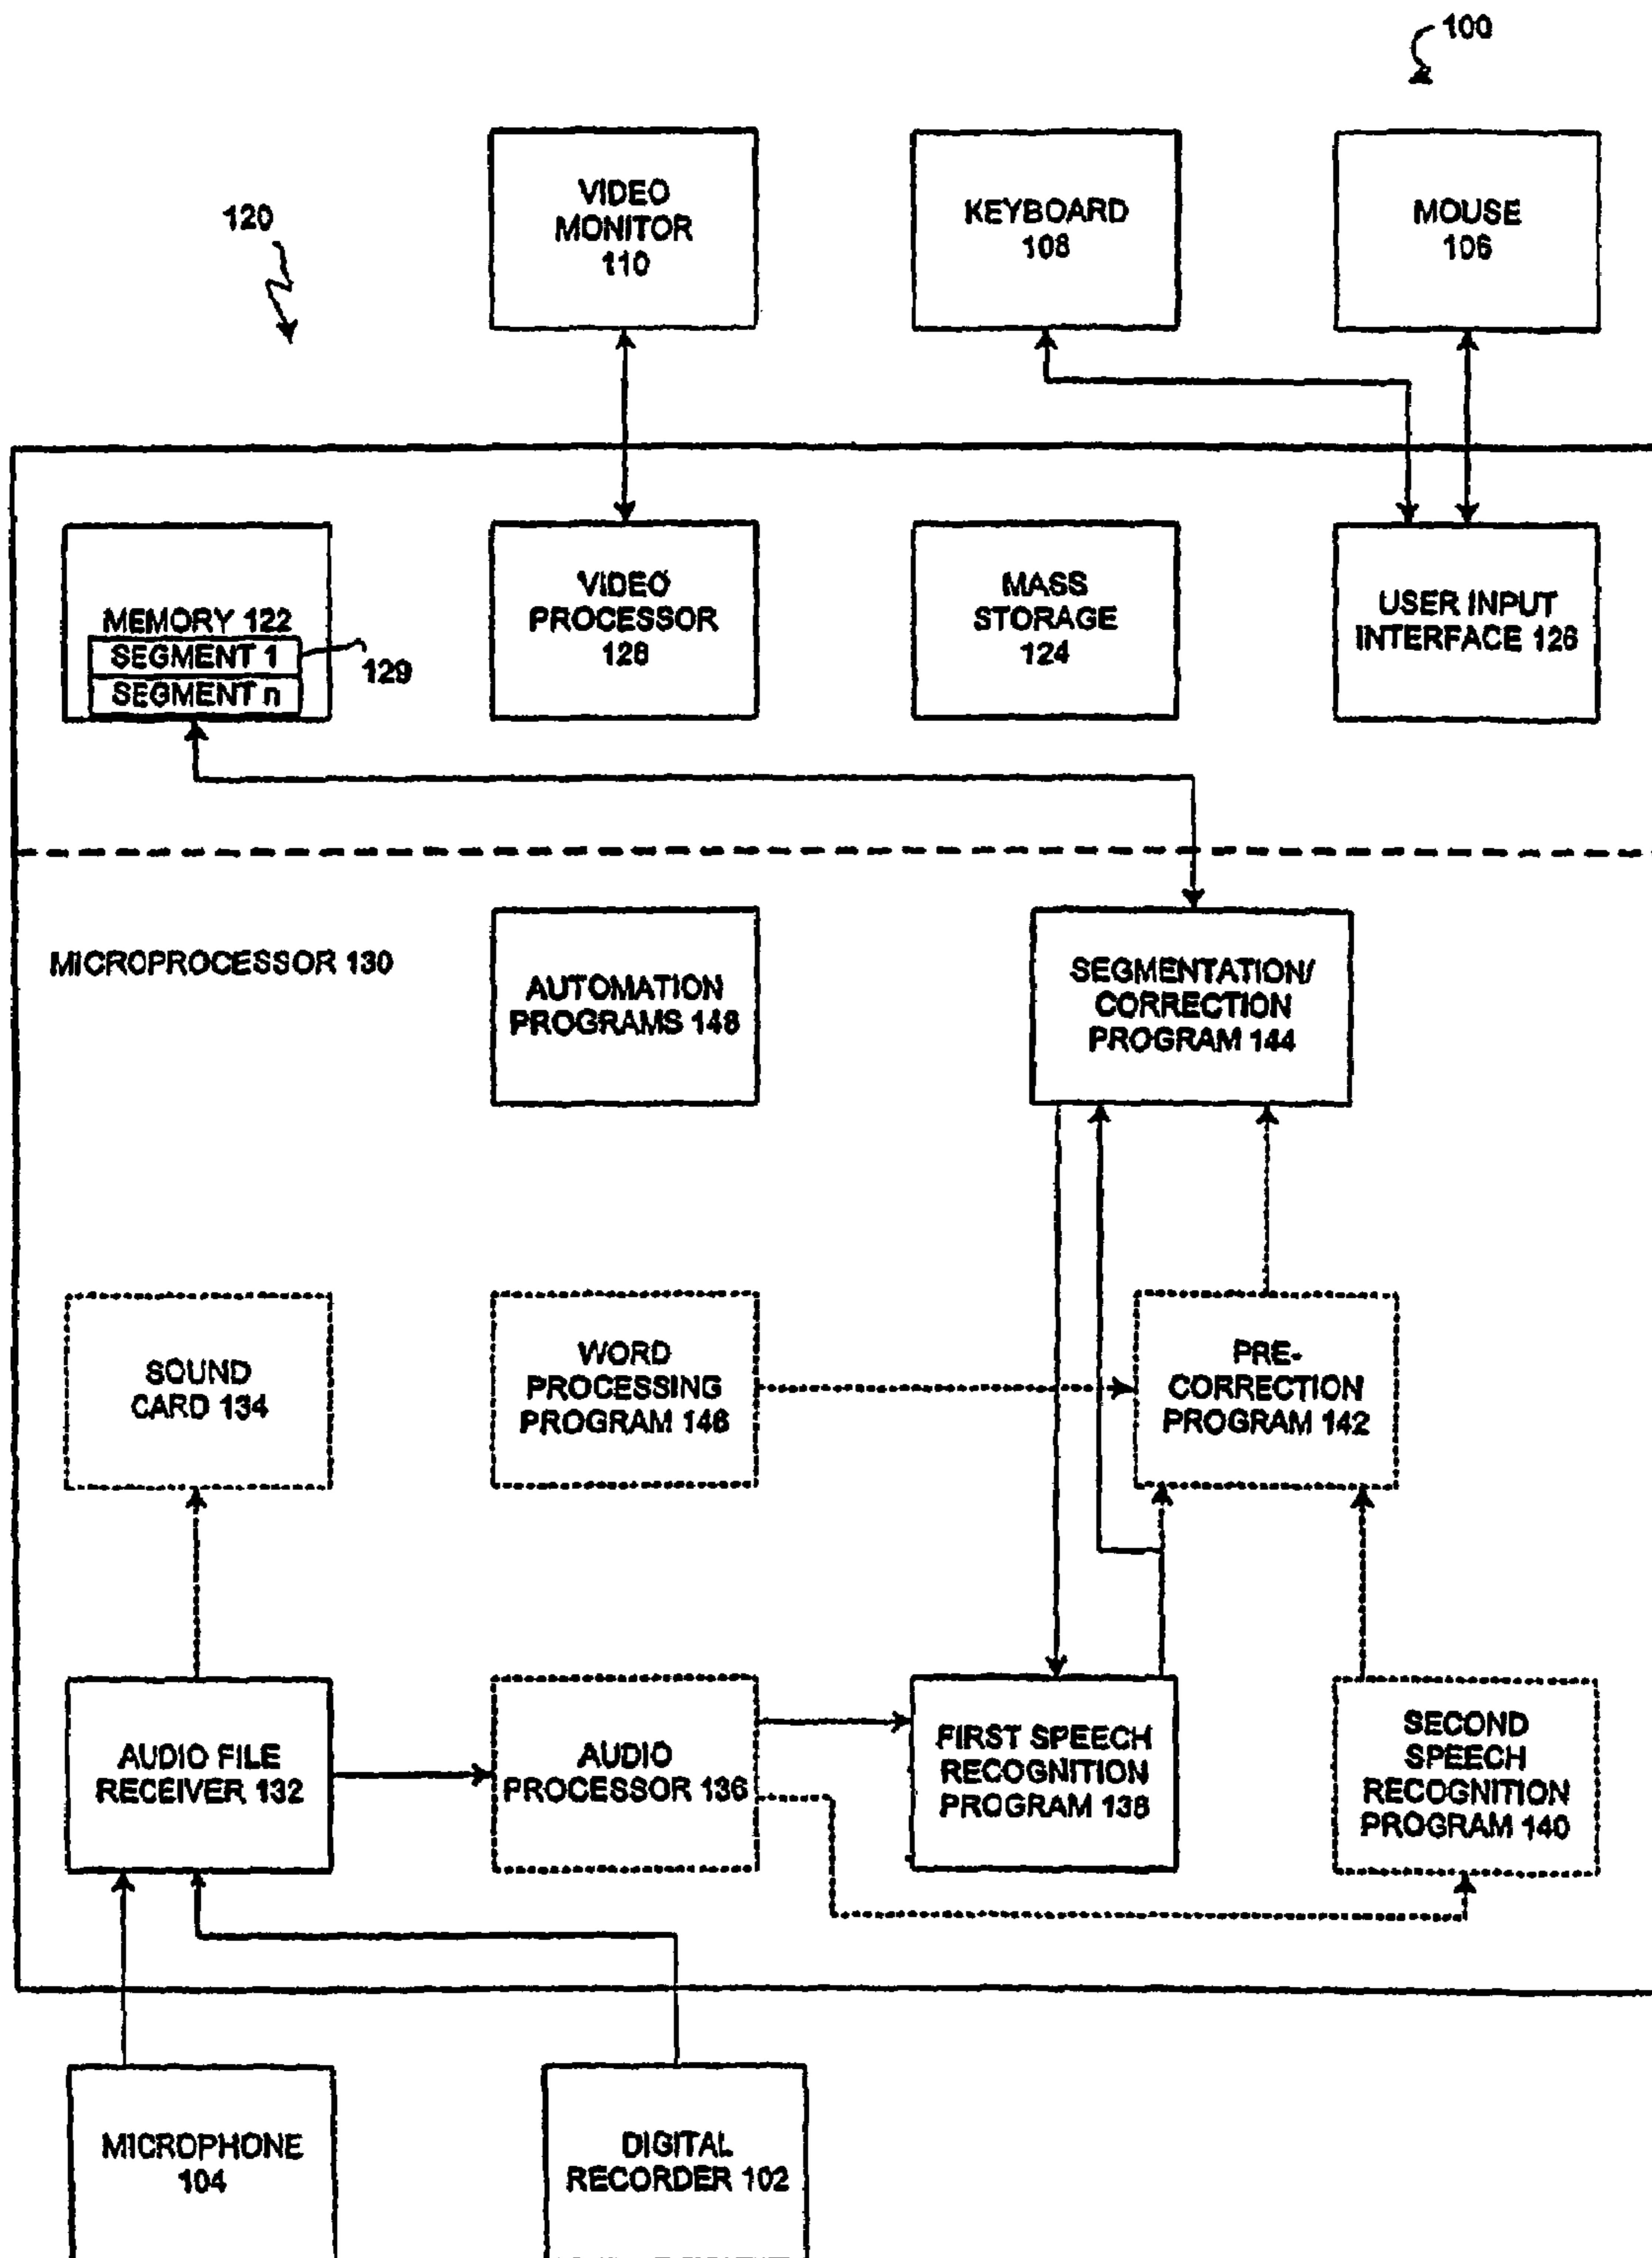 100
120
VIDEO
MONITOR
110
KEYBOARD
108
MOUSE
106
MEMORY 122
SEGMENT 1
SEGMENT n
129
VIDEO
PROCESSOR
128
MASS
STORAGE
124
USER INPUT
INTERFACE 126
MICROPROCESSOR 130
AUTOMATION
PROGRAMS 148
SEGMENTATION/
CORRECTION
PROGRAM 144
SOUND
CARD 134
WORD
PROCESSING
PROGRAM 146
PRE-
CORRECTION
PROGRAM 142
AUDIO FILE
RECEIVER 132
AUDIO
PROCESSOR 136
FIRST SPEECH
RECOGNITION
PROGRAM 138
SECOND
SPEECH
RECOGNITION
PROGRAM 140
MICROPHONE
104
DIGITAL
RECORDER 102